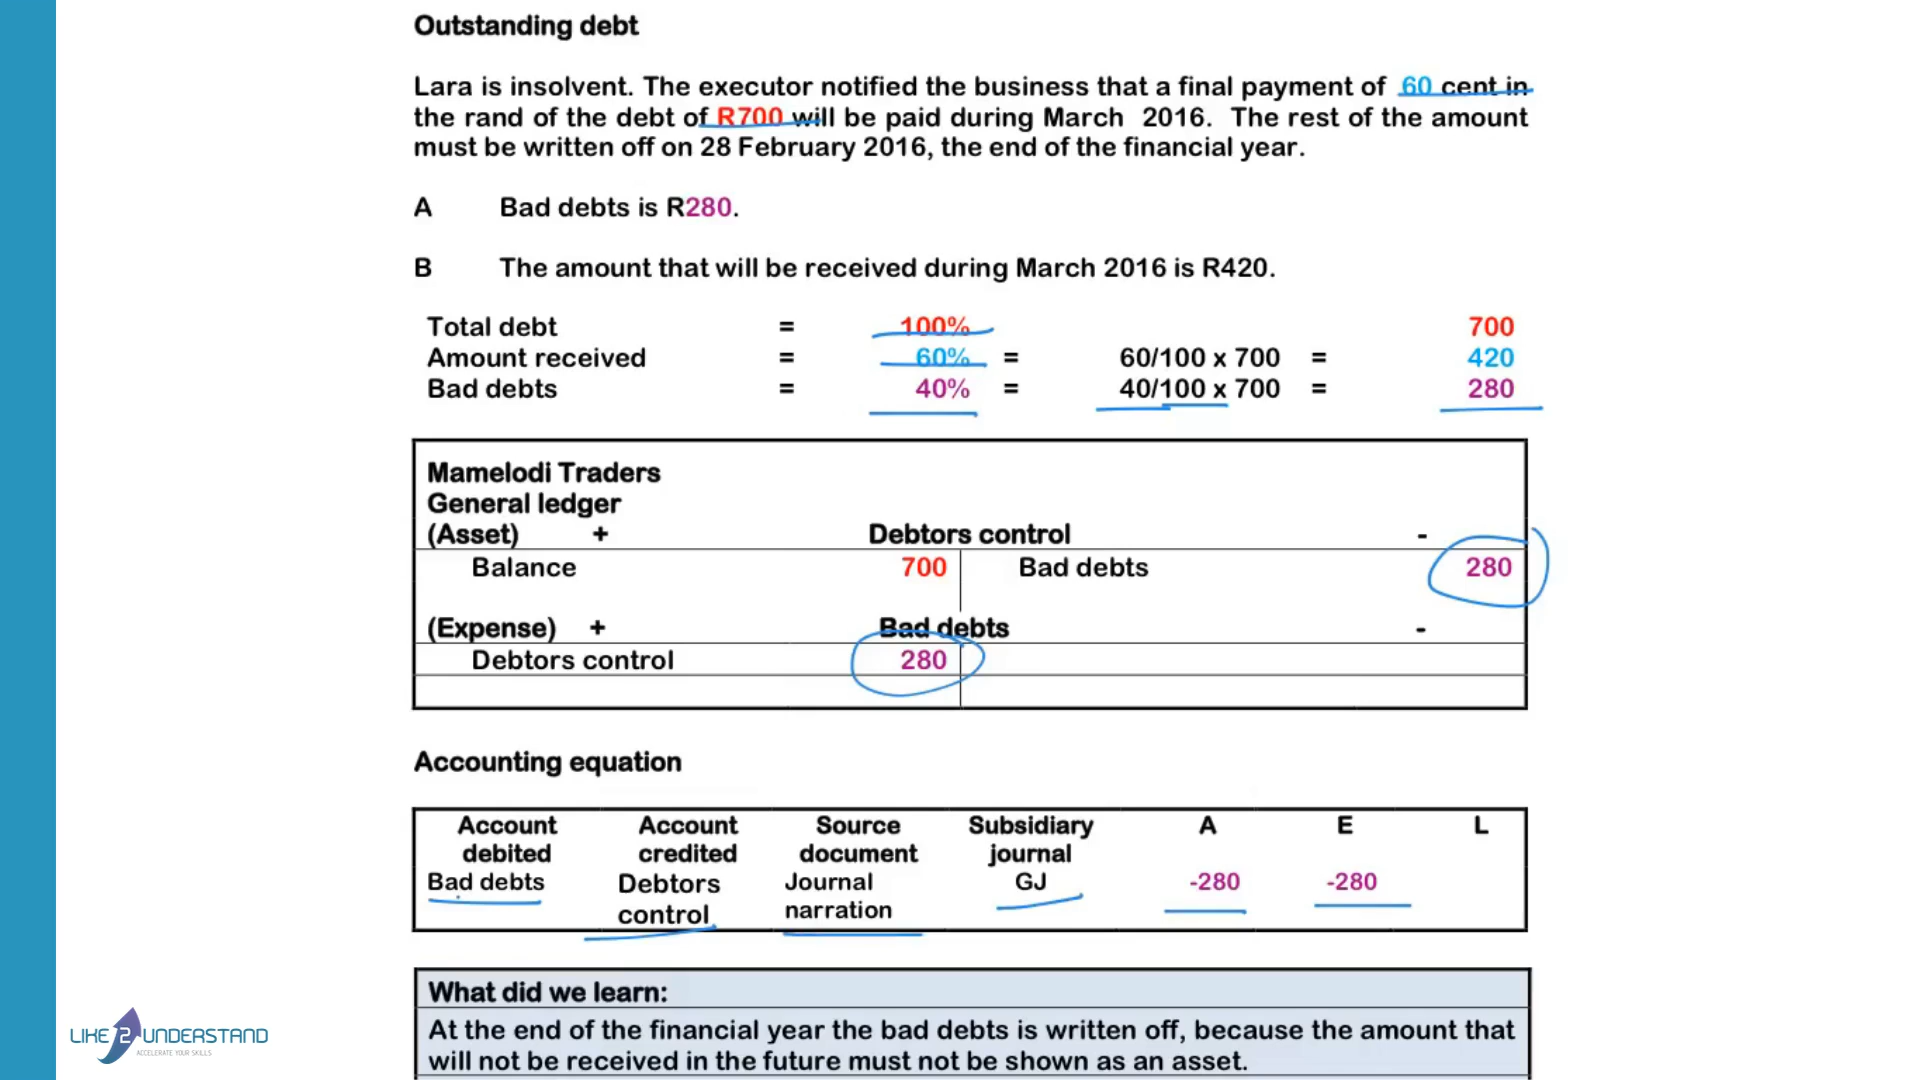 Outstanding debt
Lara is insolvent. The executor notified the business that a final payment of 60 cent in
the rand of the debt of R700 will be paid during March 2016. The rest of the amount
must be written off on 28 February 2016, the end of the financial year.
A Bad debts is R280.
B The amount that will be received during March 2016 is R420.
Total debt = 100% 700
Amount received = 60% = 60/100 x 700 = 420
Bad debts = 40% = 40/100 x 700 = 280
Mamelodi Traders
General ledger
(Asset) + Debtors control -
Balance 700 Bad debts 280
(Expense) + Bad debts -
Debtors control 280
Accounting equation
Account Account Source Subsidiary A E L
debited credited document journal
Bad debts Debtors Journal GJ -280 -280
control narration
What did we learn:
At the end of the financial year the bad debts is written off, because the amount that
will not be received in the future must not be shown as an asset.
LIKE 2 UNDERSTAND
ACCELERATE YOUR SKILLS